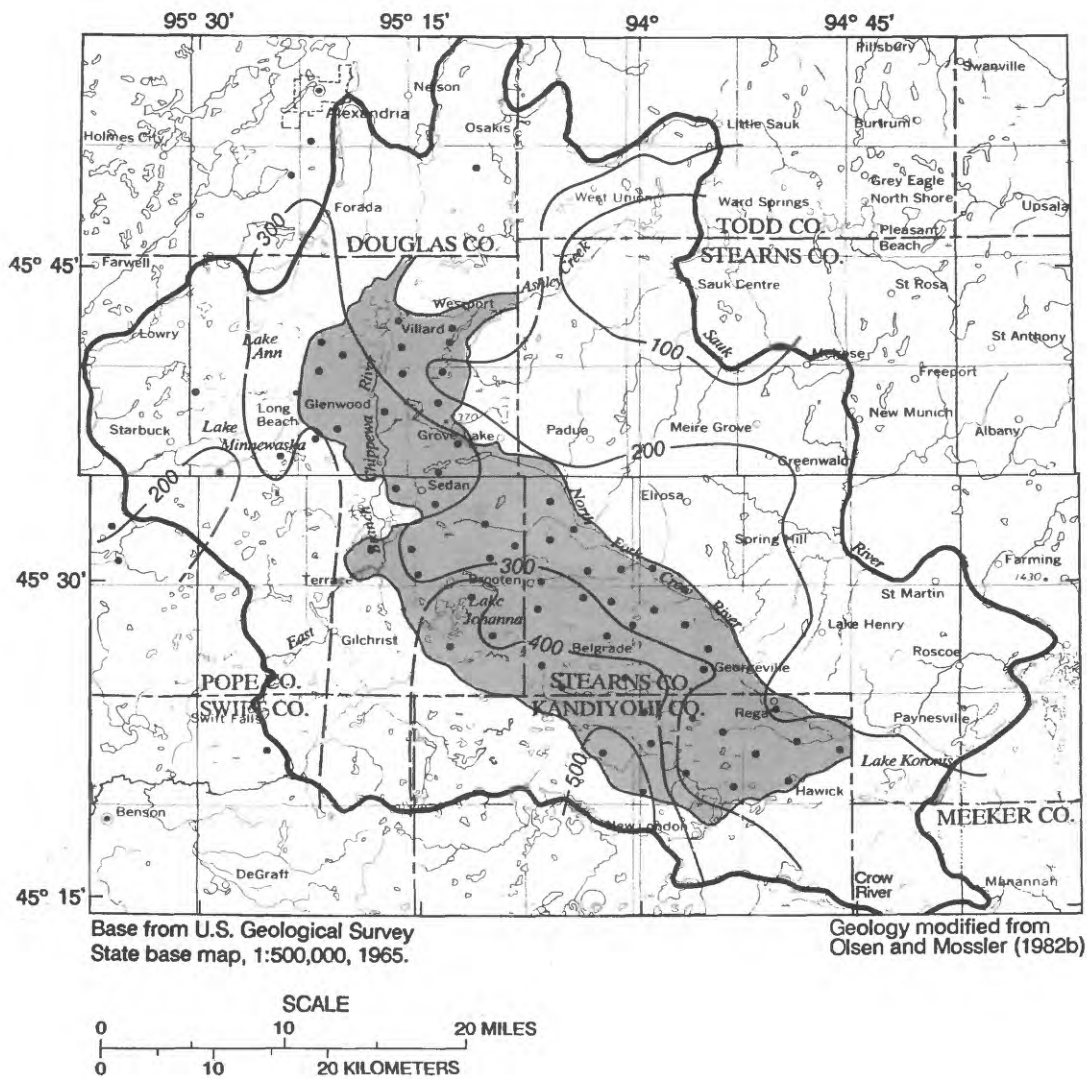 95° 30' 95° 15' 94° 94° 45'
Pillsbury
Swanville
Nelson
Alexandria
Osakis
Little Sauk
Burtrum
Holmes City
Grey Eagle
West Union
Ward Springs
North Shore
Upsala
Forada
300
TODD CO.
Pleasant
Beach
DOUGLAS CO.
STEARNS CO.
45° 45'
Farwell
Ashley Creek
Sauk Centre
St Rosa
Westport
Villard
Lowry
Lake
Ann
Sauk
St Anthony
100
Melrose
Freeport
Chippewa River
Long
Beach
Glenwood
370
New Munich
Starbuck
Lake
Minnewaska
Grove Lake
Padua
Meire Grove
Albany
200
Greenwald
200
Sedan
Elrosa
North
Branch
Spring Hill
River
Fork
Farming
45° 30'
Terrace
Brooten
300
Crow
1430
St Martin
Lake
Johanna
River
East
Gilchrist
Lake Henry
400
Belgrade
Roscoe
Georgeville
POPE CO.
STEARNS CO.
SWIFT CO.
KANDIYOHI CO.
Swift Falls
Regal
Paynesville
Lake Koronis
500
Hawick
Benson
New London
MEEKER CO.
DeGraff
Crow
River
Manannah
45° 15'
Base from U.S. Geological Survey
State base map, 1:500,000, 1965.
Geology modified from
Olsen and Mossler (1982b)
SCALE
0 10 20 MILES
0 10 20 KILOMETERS